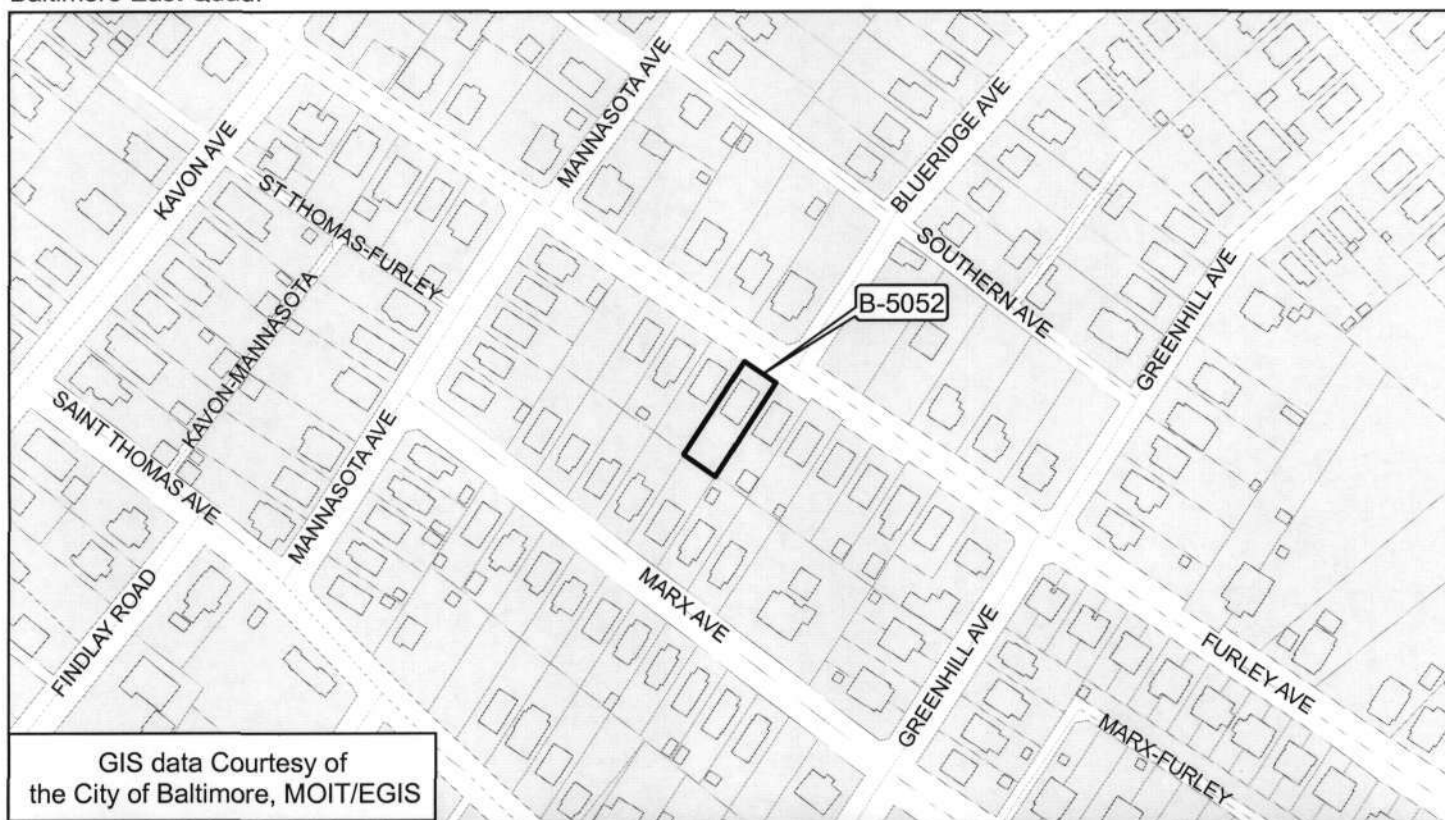 Baltimore East Quad.
MANNASOTA AVE
BLUERIDGE AVE
KAVON AVE
ST THOMAS-FURLEY
SOUTHERN AVE
GREENHILL AVE
B-5052
KAVON-MANNASOTA
SAINT THOMAS AVE
MANNASOTA AVE
FINDLAY ROAD
MARX AVE
GREENHILL AVE
FURLEY AVE
MARX-FURLEY
GIS data Courtesy of
the City of Baltimore, MOIT/EGIS